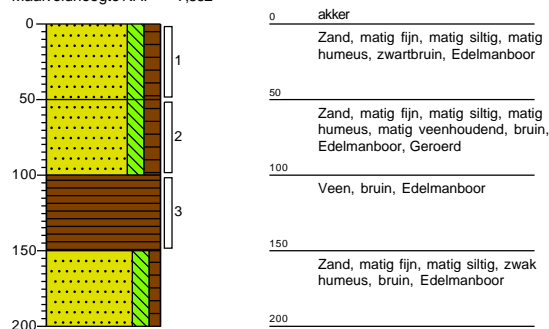 0
50
100
150
200
1
2
3
0 akker
Zand, matig fijn, matig siltig, matig
humeus, zwartbruin, Edelmanboor
50
Zand, matig fijn, matig siltig, matig
humeus, matig veenhoudend, bruin,
Edelmanboor, Geroerd
100
Veen, bruin, Edelmanboor
150
Zand, matig fijn, matig siltig, zwak
humeus, bruin, Edelmanboor
200